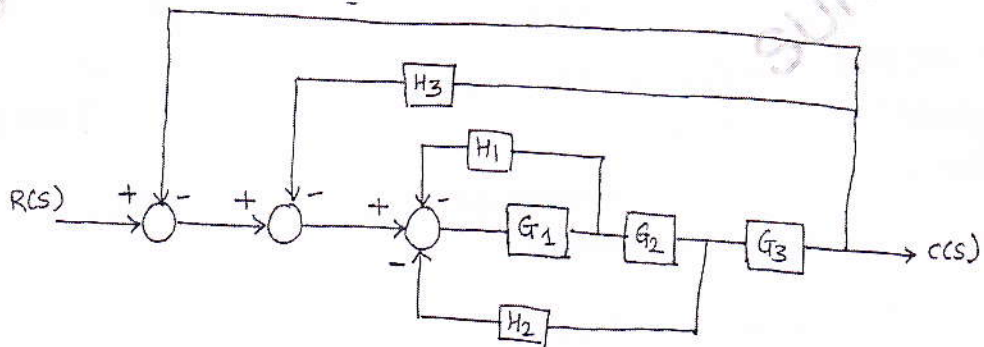 H3
H1
R(S) + - + - + -
G1 G2 G3 C(S)
-
H2